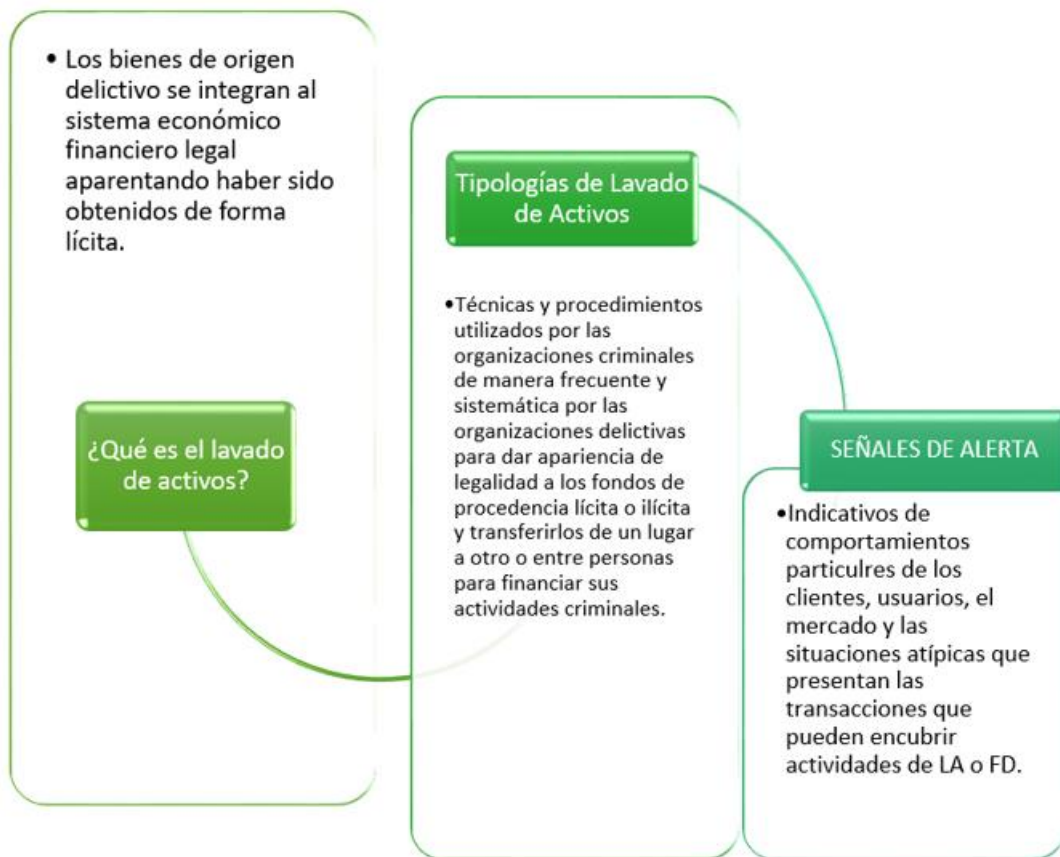 • Los bienes de origen
delictivo se integran al
sistema económico
financiero legal
aparentando haber sido
obtenidos de forma
lícita.
¿Qué es el lavado
de activos?
Tipologías de Lavado
de Activos
•Técnicas y procedimientos
utilizados por las
organizaciones criminales
de manera frecuente y
sistemática por las
organizaciones delictivas
para dar apariencia de
legalidad a los fondos de
procedencia lícita o ilícita
y transferirlos de un lugar
a otro o entre personas
para financiar sus
actividades criminales.
SEÑALES DE ALERTA
•Indicativos de
comportamientos
particulres de los
clientes, usuarios, el
mercado y las
situaciones atípicas que
presentan las
transacciones que
pueden encubrir
actividades de LA o FD.